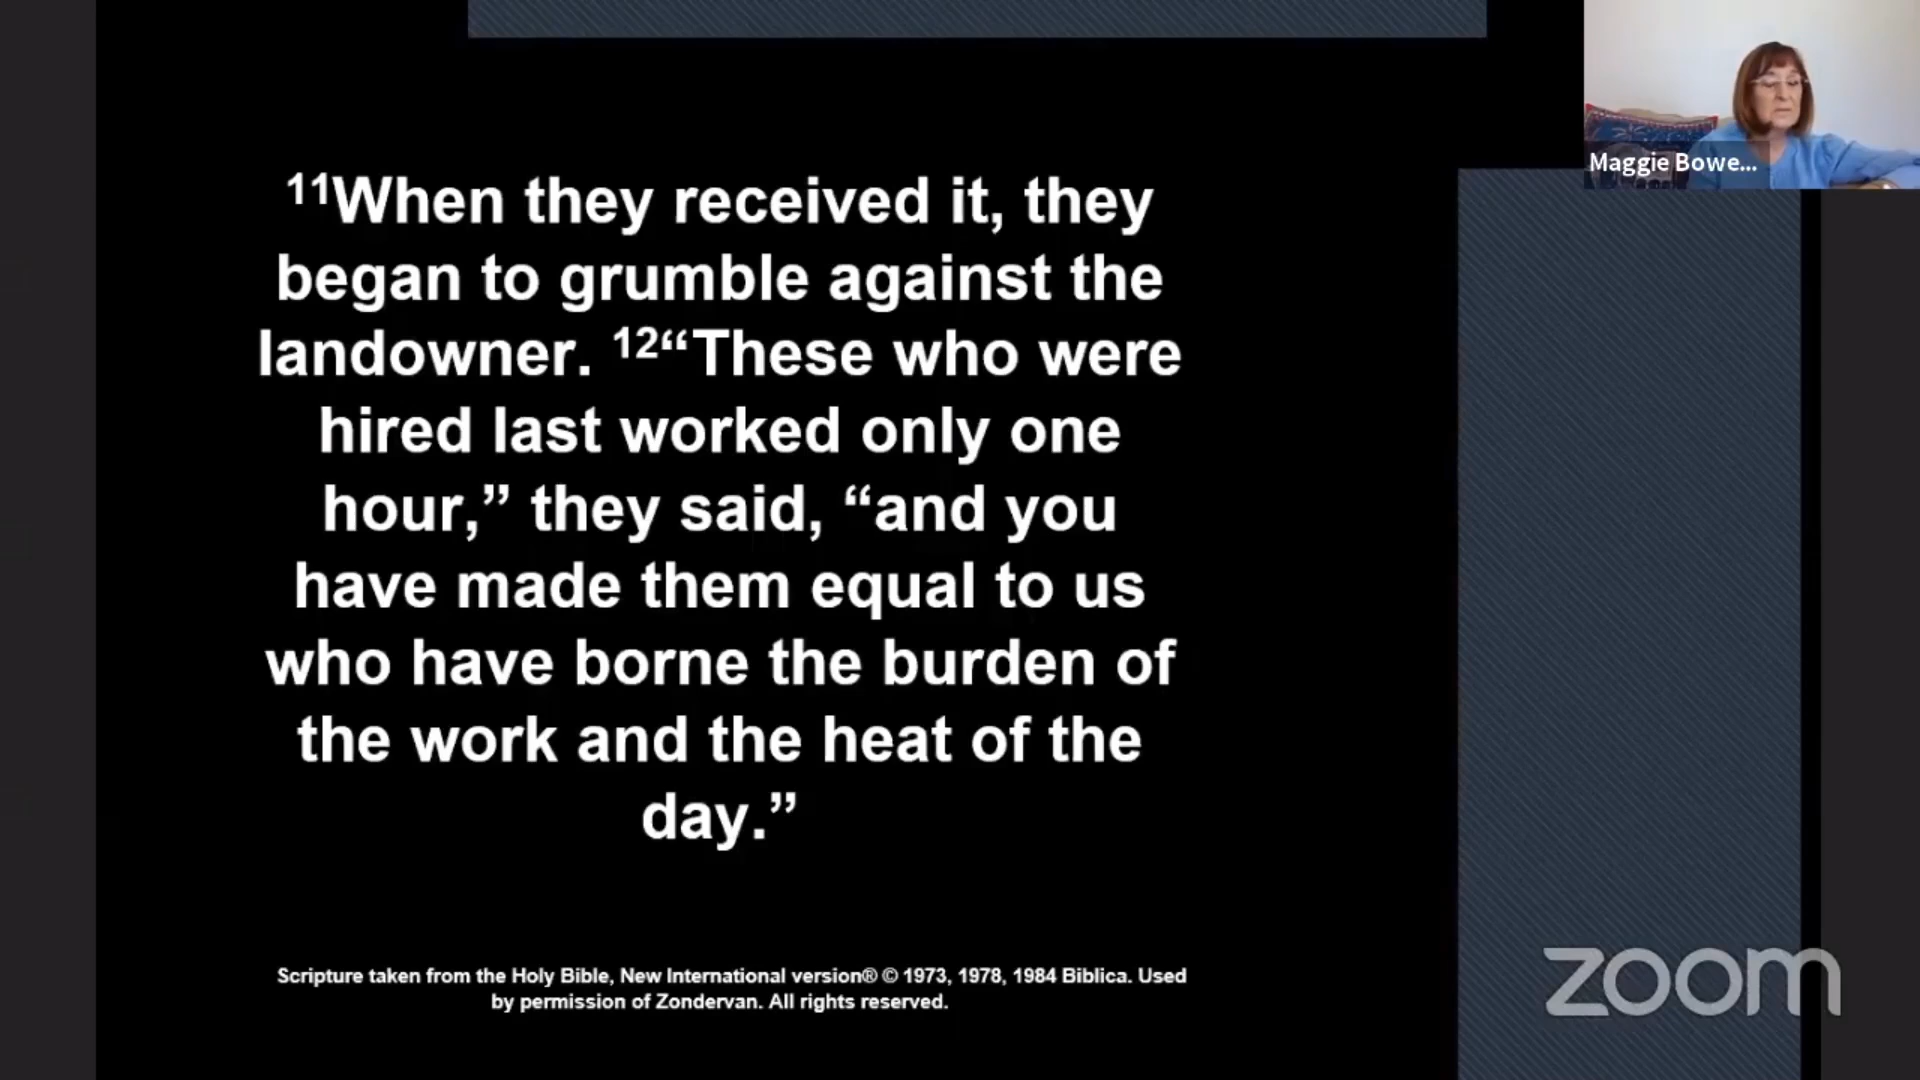 Maggie Bowe...
11When they received it, they
began to grumble against the
landowner. 12“These who were
hired last worked only one
hour,” they said, “and you
have made them equal to us
who have borne the burden of
the work and the heat of the
day.”
Scripture taken from the Holy Bible, New International version® © 1973, 1978, 1984 Biblica. Used
by permission of Zondervan. All rights reserved.
zoom